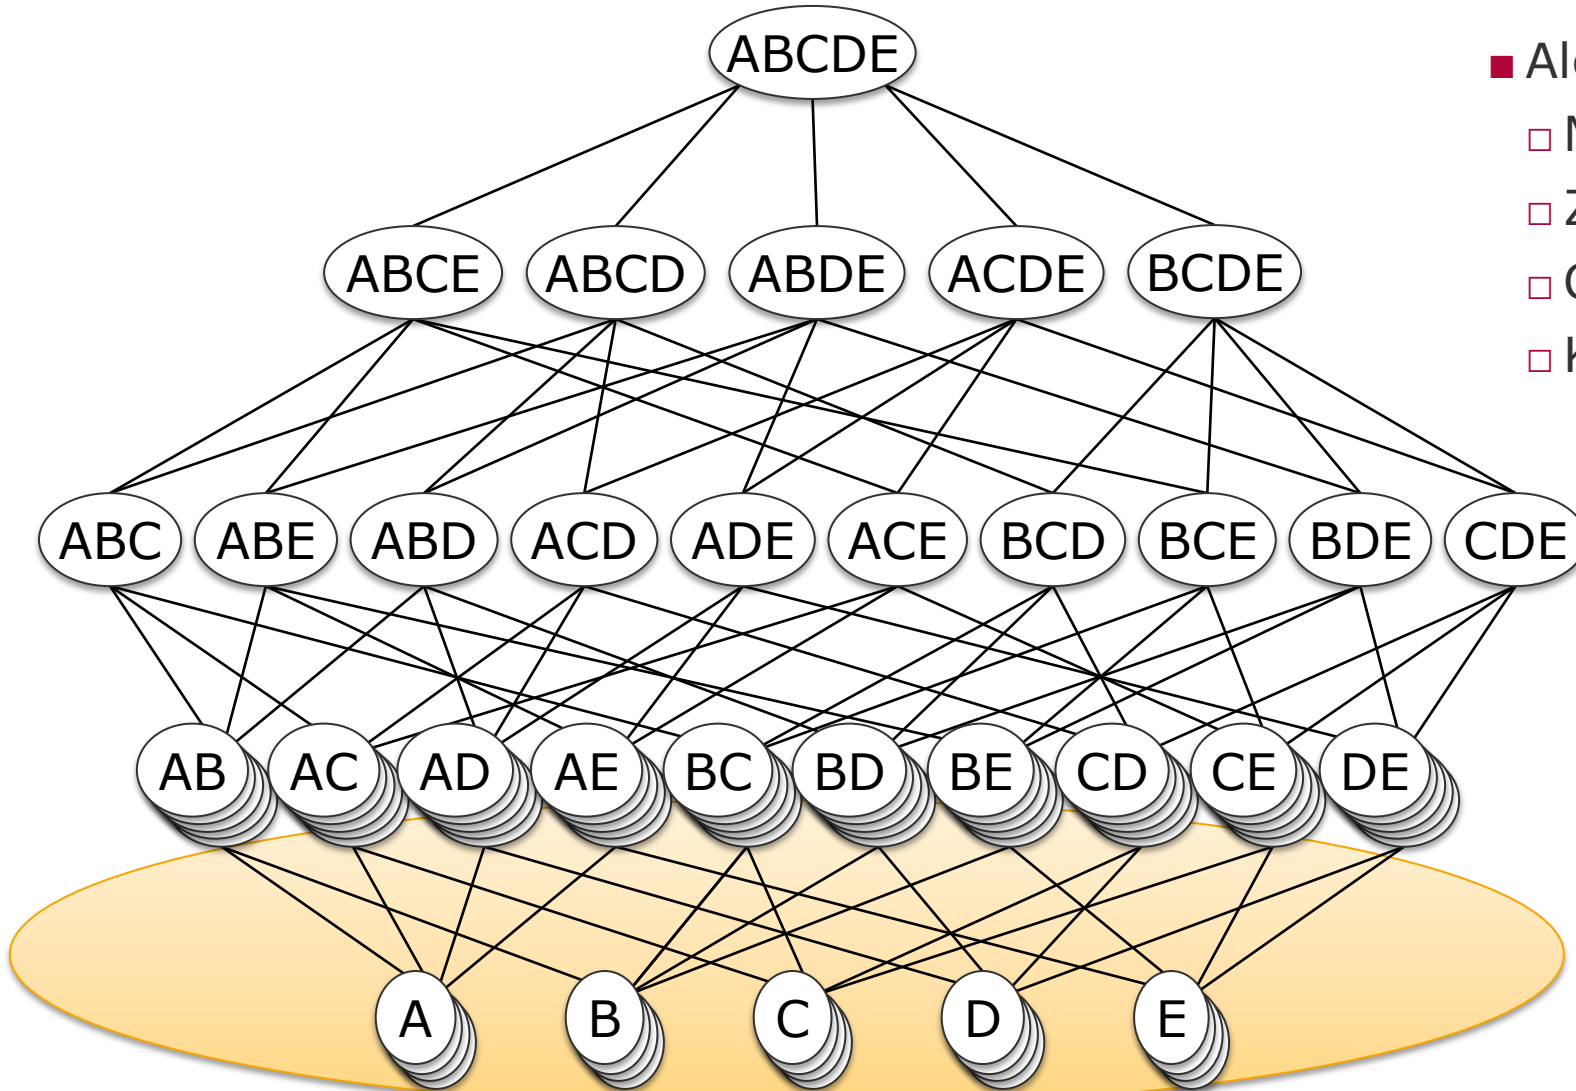 ABCDE
ABCE ABCD ABDE ACDE BCDE
ABC ABE ABD ACD ADE ACE BCD BCE BDE CDE
AB AC AD AE BC BD BE CD CE DE
A B C D E